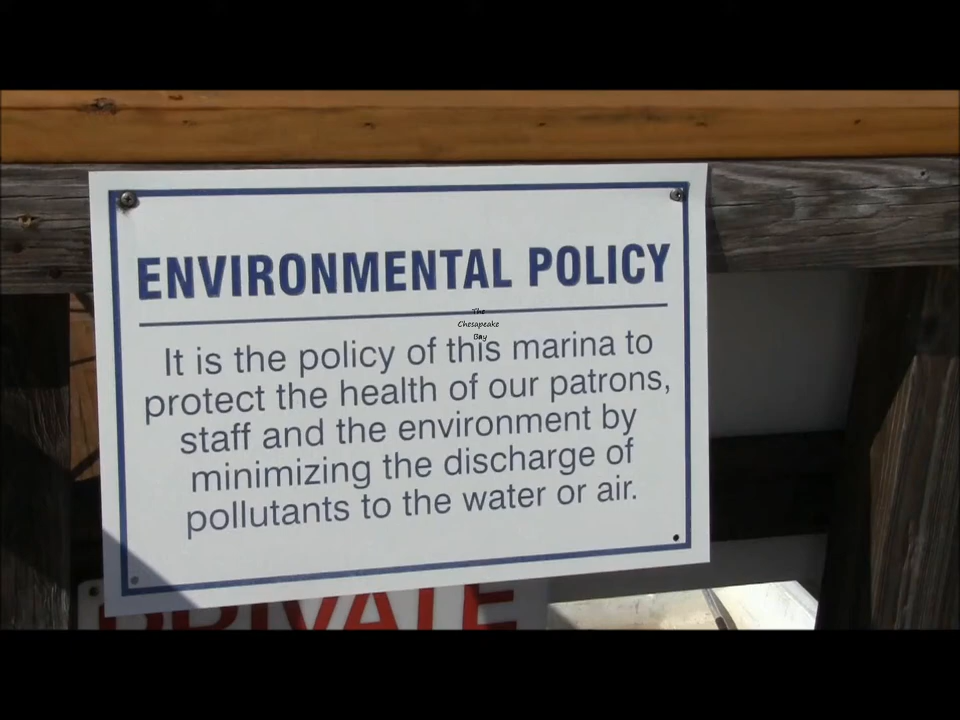 ENVIRONMENTAL POLICY
The
Chesapeake
Bay
It is the policy of this marina to
protect the health of our patrons,
staff and the environment by
minimizing the discharge of
pollutants to the water or air.
PRIVATE